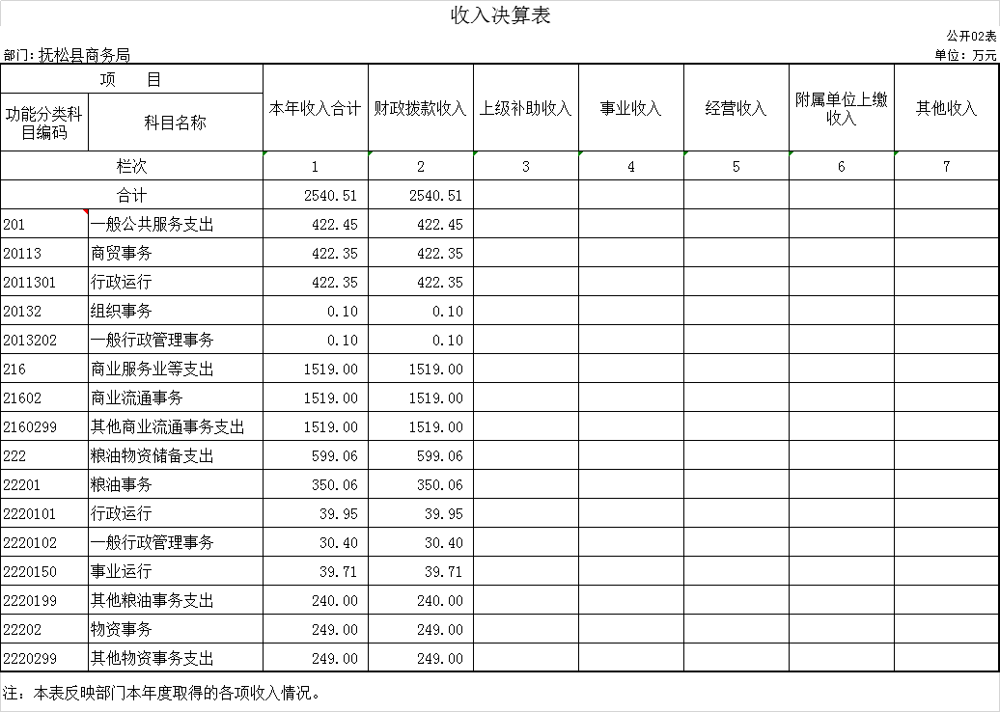 收入决算表
公开02表
部门：抚松县商务局 单位：万元
项 目 本年收入合计 财政拨款收入 上级补助收入 事业收入 经营收入 附属单位上缴收入 其他收入
功能分类科目编码 科目名称
栏次 1 2 3 4 5 6 7
合计 2540.51 2540.51
201 一般公共服务支出 422.45 422.45
20113 商贸事务 422.35 422.35
2011301 行政运行 422.35 422.35
20132 组织事务 0.10 0.10
2013202 一般行政管理事务 0.10 0.10
216 商业服务业等支出 1519.00 1519.00
21602 商业流通事务 1519.00 1519.00
2160299 其他商业流通事务支出 1519.00 1519.00
222 粮油物资储备支出 599.06 599.06
22201 粮油事务 350.06 350.06
2220101 行政运行 39.95 39.95
2220102 一般行政管理事务 30.40 30.40
2220150 事业运行 39.71 39.71
2220199 其他粮油事务支出 240.00 240.00
22202 物资事务 249.00 249.00
2220299 其他物资事务支出 249.00 249.00
注：本表反映部门本年度取得的各项收入情况。